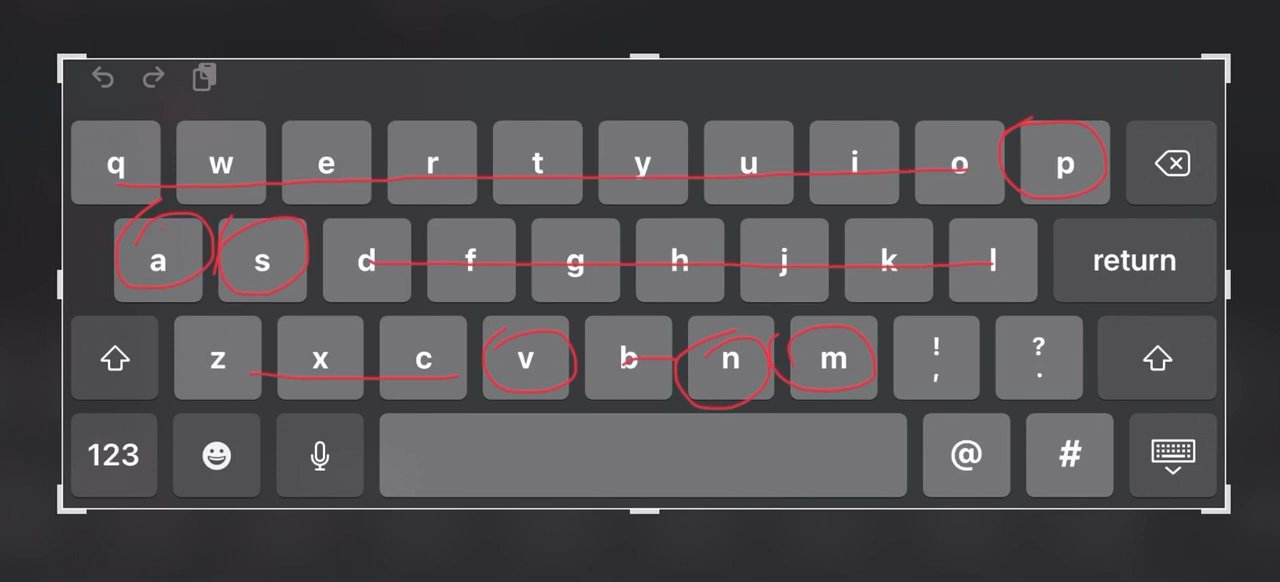 q w e r t y u i o p
a s d f g h j k l return
z x c v b n m ! , ? .
123 @ #